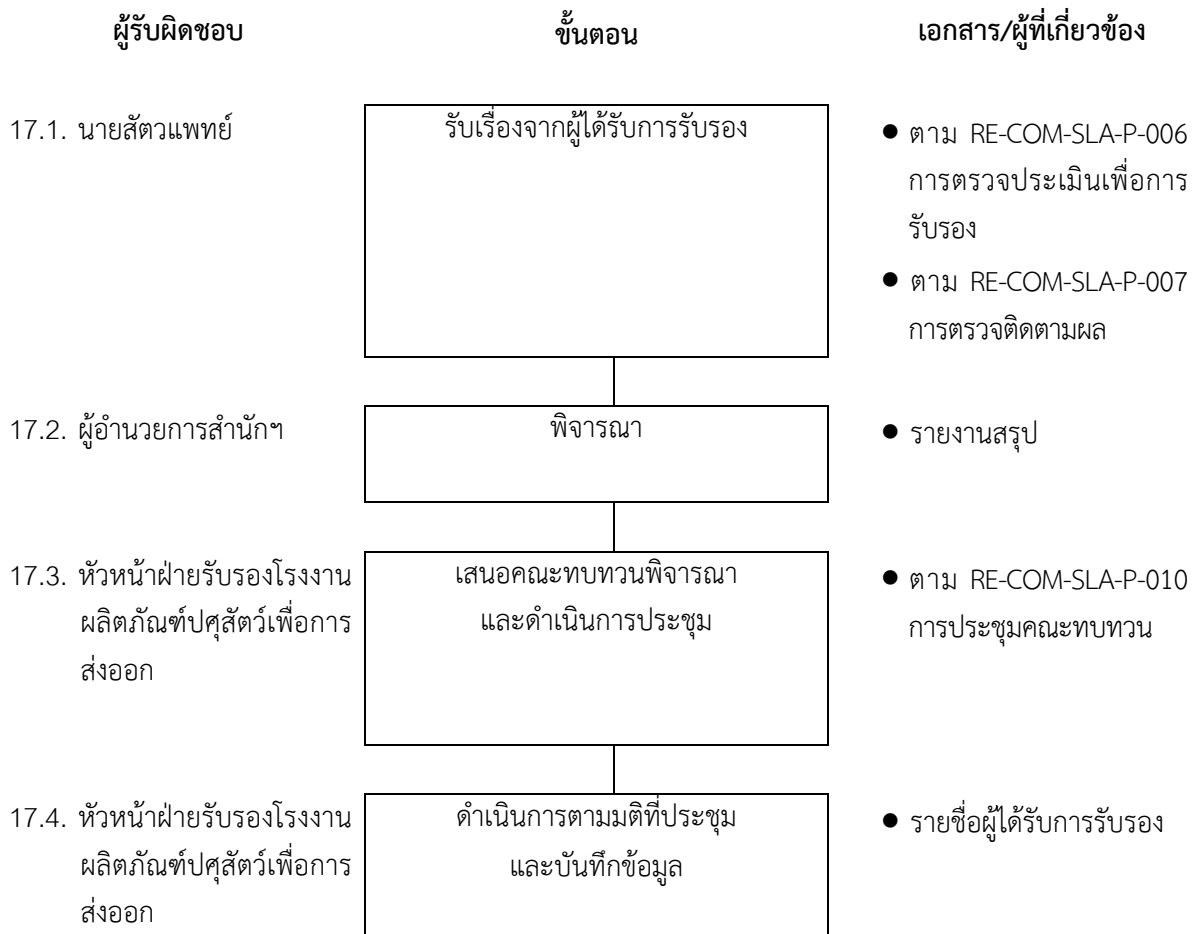 ผู้รับผิดชอบ
ขั้นตอน
เอกสาร/ผู้ที่เกี่ยวข้อง
17.1. นายสัตวแพทย์
รับเรื่องจากผู้ได้รับการรับรอง
● ตาม RE-COM-SLA-P-006
การตรวจประเมินเพื่อการ
รับรอง
● ตาม RE-COM-SLA-P-007
การตรวจติดตามผล
17.2. ผู้อำนวยการสำนักฯ
พิจารณา
● รายงานสรุป
17.3. หัวหน้าฝ่ายรับรองโรงงาน
ผลิตภัณฑ์ปศุสัตว์เพื่อการ
ส่งออก
เสนอคณะทบทวนพิจารณา
และดำเนินการประชุม
● ตาม RE-COM-SLA-P-010
การประชุมคณะทบทวน
17.4. หัวหน้าฝ่ายรับรองโรงงาน
ผลิตภัณฑ์ปศุสัตว์เพื่อการ
ส่งออก
ดำเนินการตามมติที่ประชุม
และบันทึกข้อมูล
● รายชื่อผู้ได้รับการรับรอง